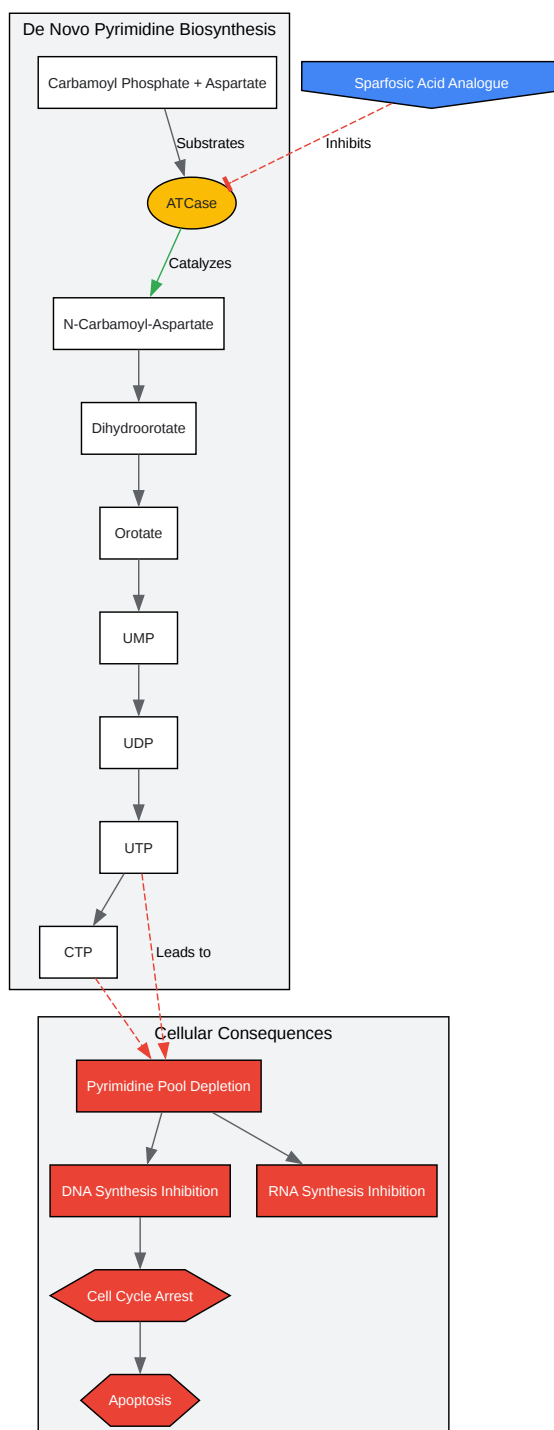 De Novo Pyrimidine Biosynthesis
Carbamoyl Phosphate + Aspartate
Sparfosic Acid Analogue
Substrates
Inhibits
ATCase
Catalyzes
N-Carbamoyl-Aspartate
Dihydroorotate
Orotate
UMP
UDP
UTP
CTP
Leads to
Cellular Consequences
Pyrimidine Pool Depletion
DNA Synthesis Inhibition
RNA Synthesis Inhibition
Cell Cycle Arrest
Apoptosis